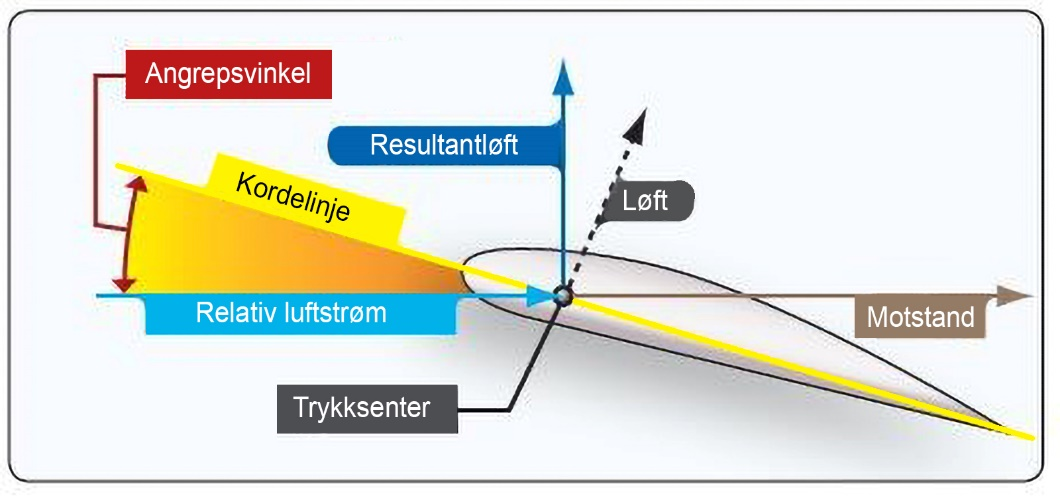 Angrepsvinkel
Resultantløft
Kordelinje
Løft
Relativ luftstrøm
Motstand
Trykksenter